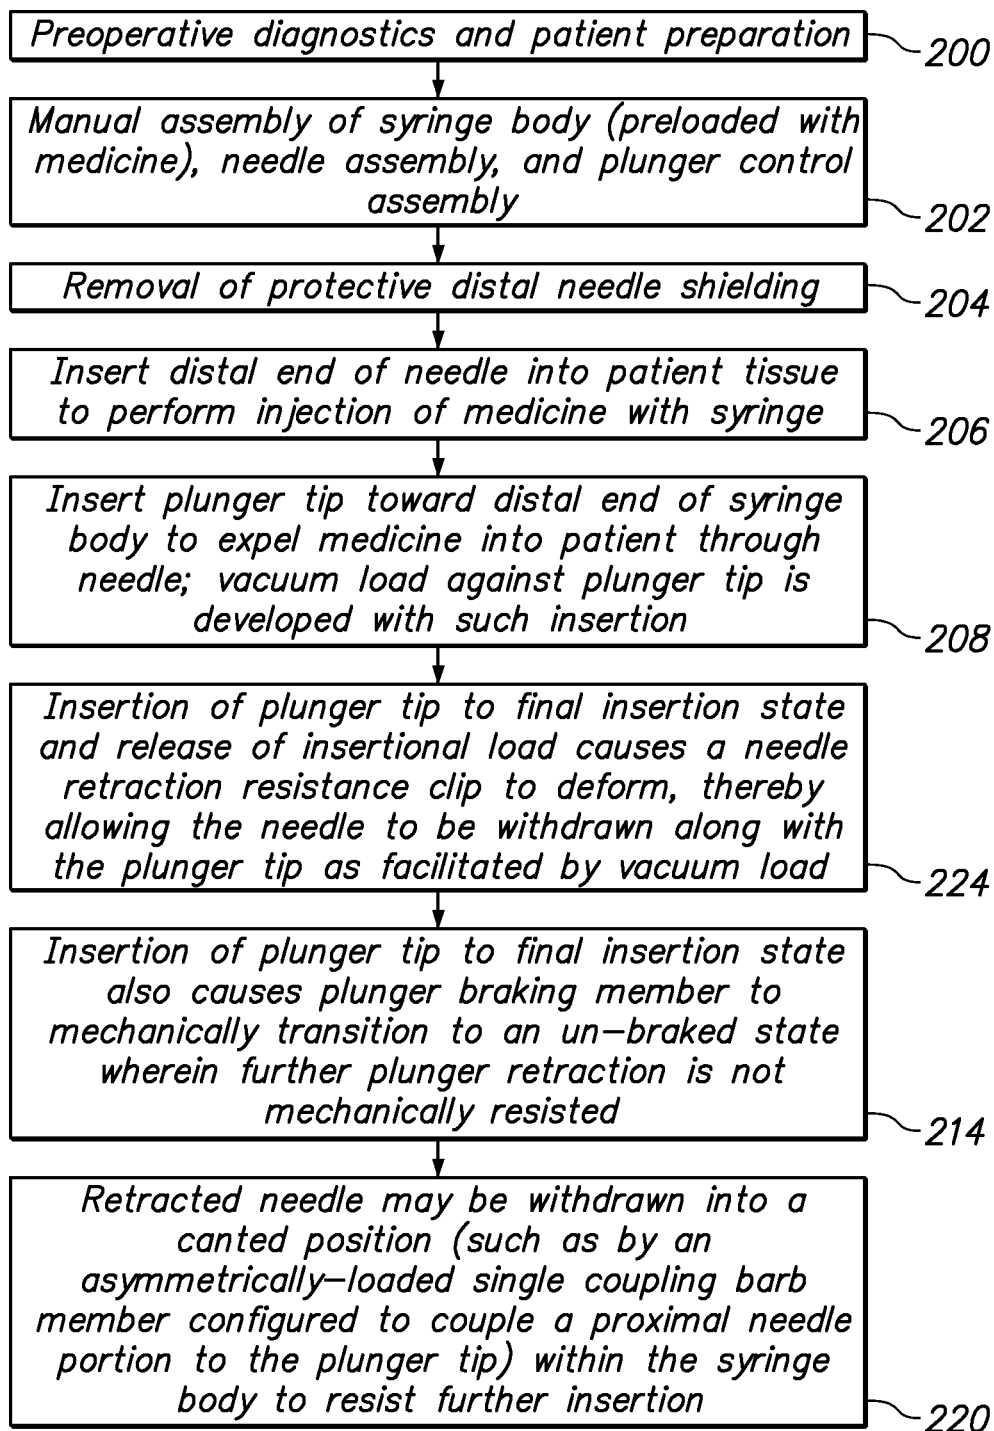 Preoperative diagnostics and patient preparation
200
Manual assembly of syringe body (preloaded with
medicine), needle assembly, and plunger control
assembly
202
Removal of protective distal needle shielding
204
Insert distal end of needle into patient tissue
to perform injection of medicine with syringe
206
Insert plunger tip toward distal end of syringe
body to expel medicine into patient through
needle; vacuum load against plunger tip is
developed with such insertion
208
Insertion of plunger tip to final insertion state
and release of insertional load causes a needle
retraction resistance clip to deform, thereby
allowing the needle to be withdrawn along with
the plunger tip as facilitated by vacuum load
224
Insertion of plunger tip to final insertion state
also causes plunger braking member to
mechanically transition to an un-braked state
wherein further plunger retraction is not
mechanically resisted
214
Retracted needle may be withdrawn into a
canted position (such as by an
asymmetrically-loaded single coupling barb
member configured to couple a proximal needle
portion to the plunger tip) within the syringe
body to resist further insertion
220